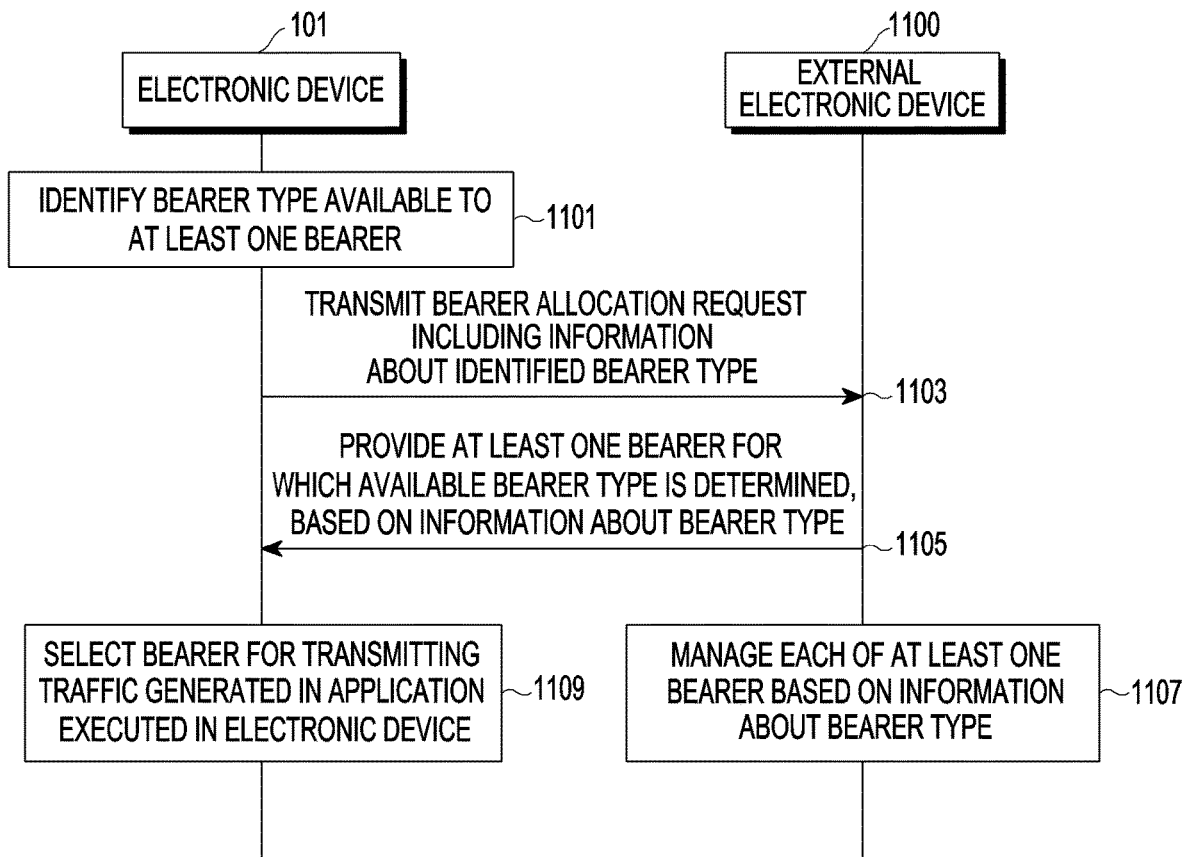 101
1100
ELECTRONIC DEVICE
EXTERNAL
ELECTRONIC DEVICE
IDENTIFY BEARER TYPE AVAILABLE TO
AT LEAST ONE BEARER
1101
TRANSMIT BEARER ALLOCATION REQUEST
INCLUDING INFORMATION
ABOUT IDENTIFIED BEARER TYPE
1103
PROVIDE AT LEAST ONE BEARER FOR
WHICH AVAILABLE BEARER TYPE IS DETERMINED,
BASED ON INFORMATION ABOUT BEARER TYPE
1105
SELECT BEARER FOR TRANSMITTING
TRAFFIC GENERATED IN APPLICATION
EXECUTED IN ELECTRONIC DEVICE
1109
MANAGE EACH OF AT LEAST ONE
BEARER BASED ON INFORMATION
ABOUT BEARER TYPE
1107